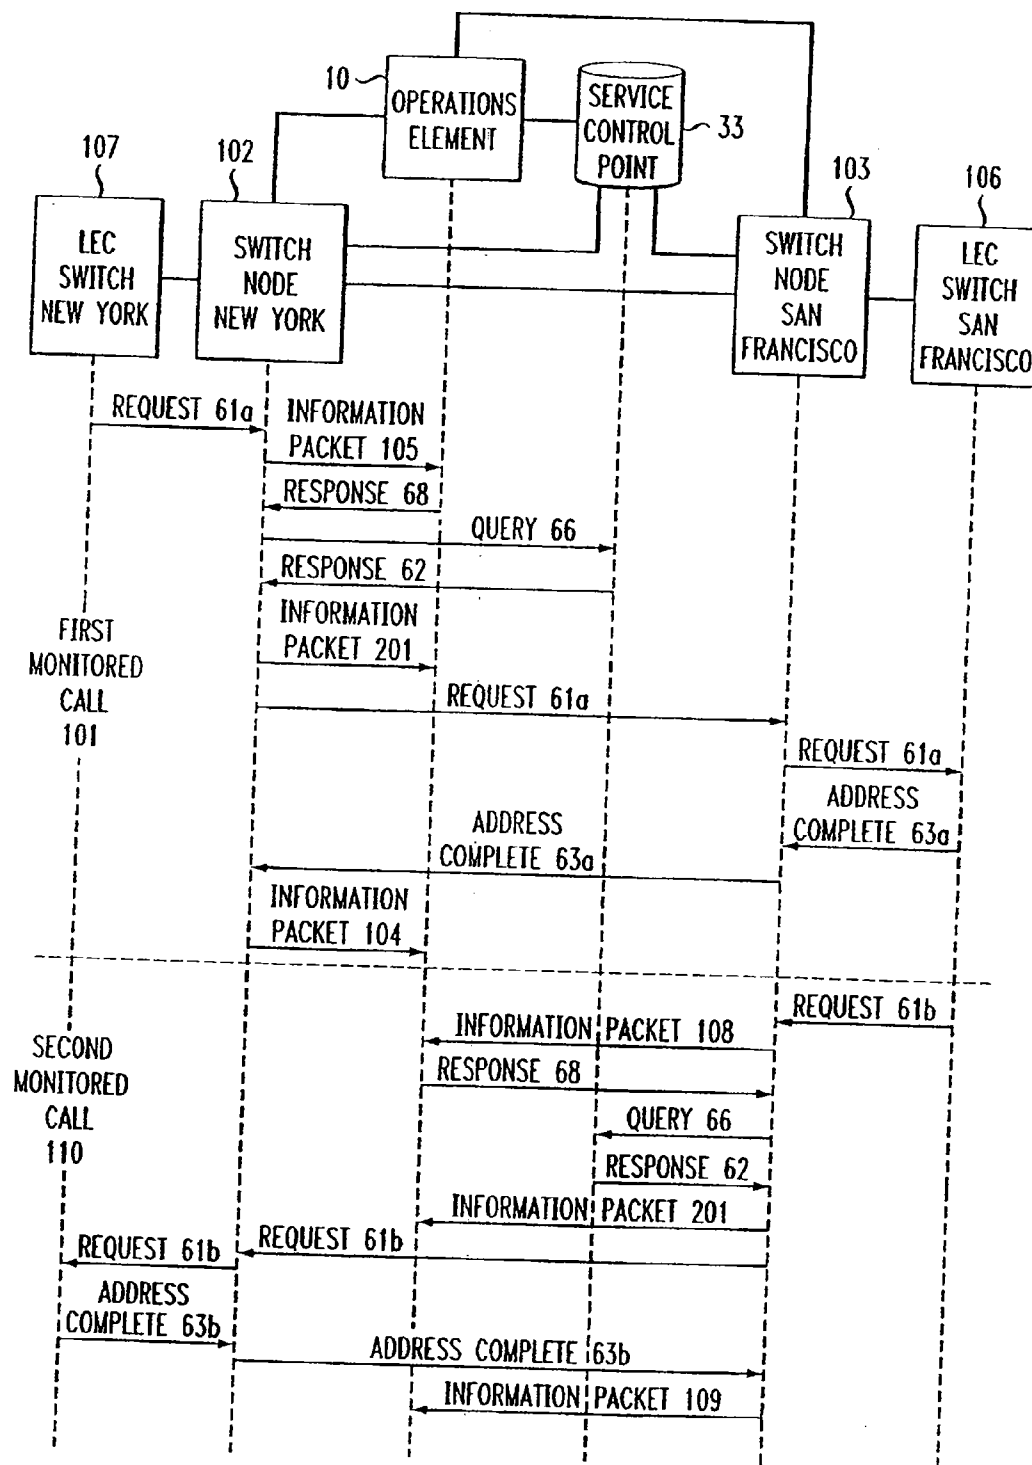 10
OPERATIONS
ELEMENT
SERVICE
CONTROL
POINT
33
107
102
103
106
LEC
SWITCH
NEW YORK
SWITCH
NODE
NEW YORK
SWITCH
NODE
SAN
FRANCISCO
LEC
SWITCH
SAN
FRANCISCO
REQUEST 61a
INFORMATION
PACKET 105
RESPONSE 68
QUERY 66
RESPONSE 62
INFORMATION
PACKET 201
FIRST
MONITORED
CALL
101
REQUEST 61a
REQUEST 61a
ADDRESS
COMPLETE 63a
ADDRESS
COMPLETE 63a
INFORMATION
PACKET 104
REQUEST 61b
INFORMATION PACKET 108
SECOND
MONITORED
CALL
110
RESPONSE 68
QUERY 66
RESPONSE 62
INFORMATION PACKET 201
REQUEST 61b
REQUEST 61b
ADDRESS
COMPLETE 63b
ADDRESS COMPLETE 63b
INFORMATION PACKET 109